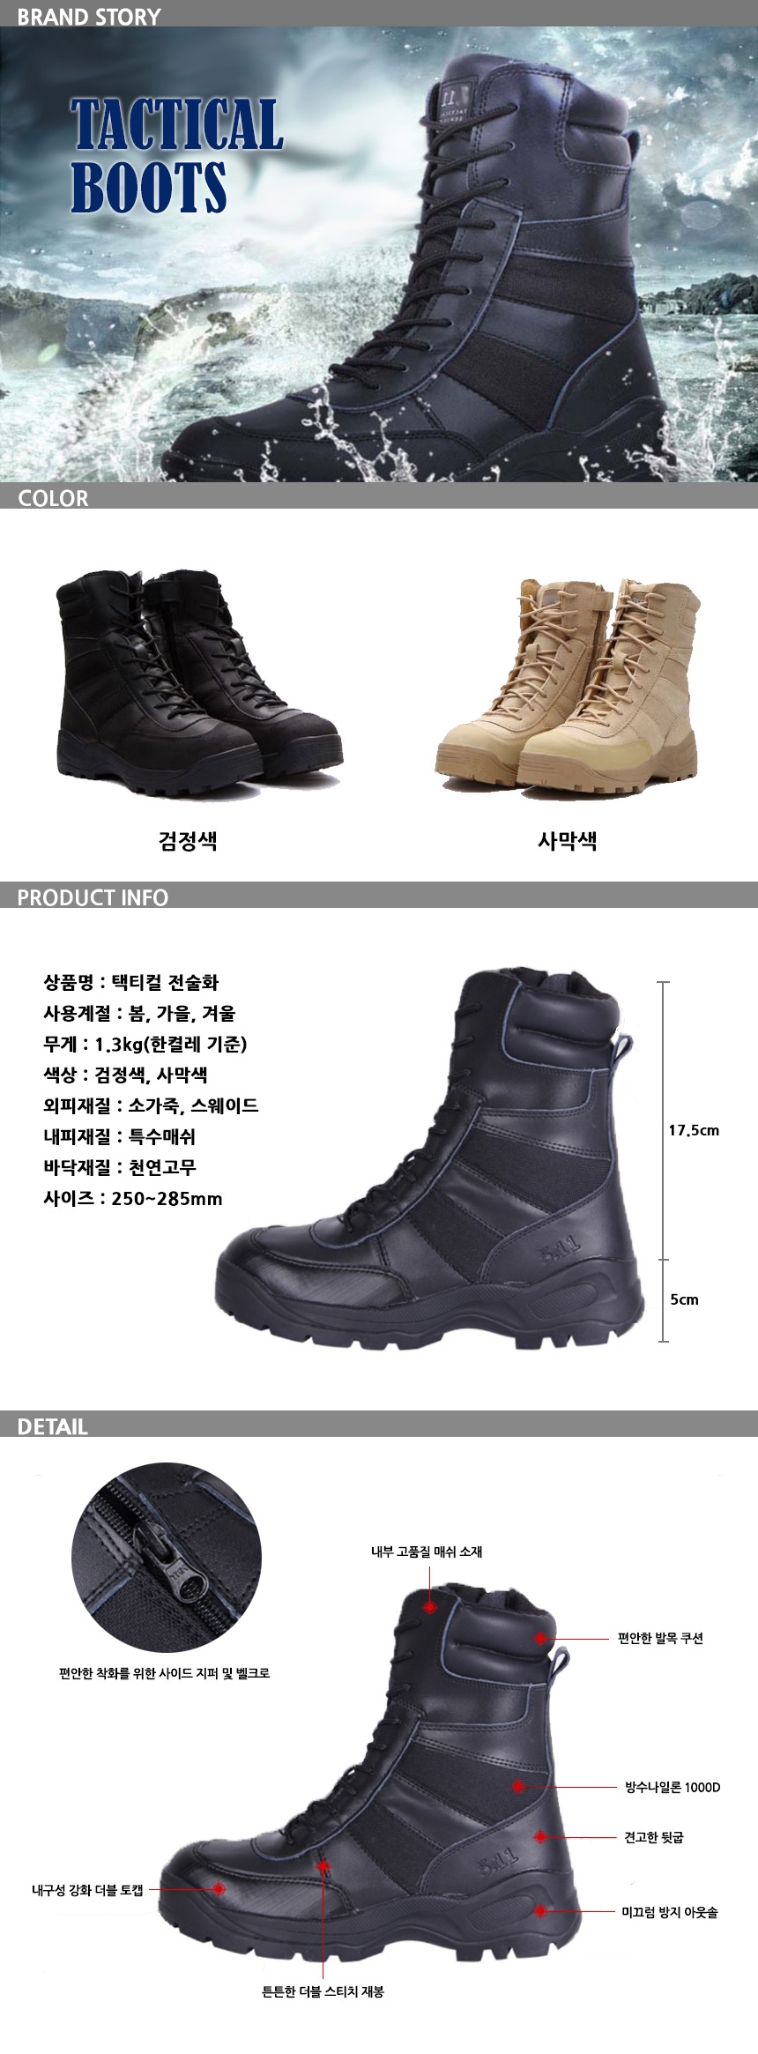 BRAND STORY
TACTICAL
BOOTS
COLOR
검정색
사막색
PRODUCT INFO
상품명 : 택티컬 전술화
사용계절 : 봄, 가을, 겨울
무게 : 1.3kg(한컬레 기준)
색상 : 검정색, 사막색
외피재질 : 소가죽, 스웨이드
내피재질 : 특수매쉬
바닥재질 : 천연고무
사이즈 : 250~285mm
17.5cm
5.11
5cm
DETAIL
내부 고품질 매쉬 소재
편안한 발목 쿠션
편안한 착화를 위한 사이드 지퍼 및 벨크로
방수나일론 1000D
견고한 뒷굽
5.11
내구성 강화 더블 토캡
미끄럼 방지 아웃솔
튼튼한 더블 스티치 재봉